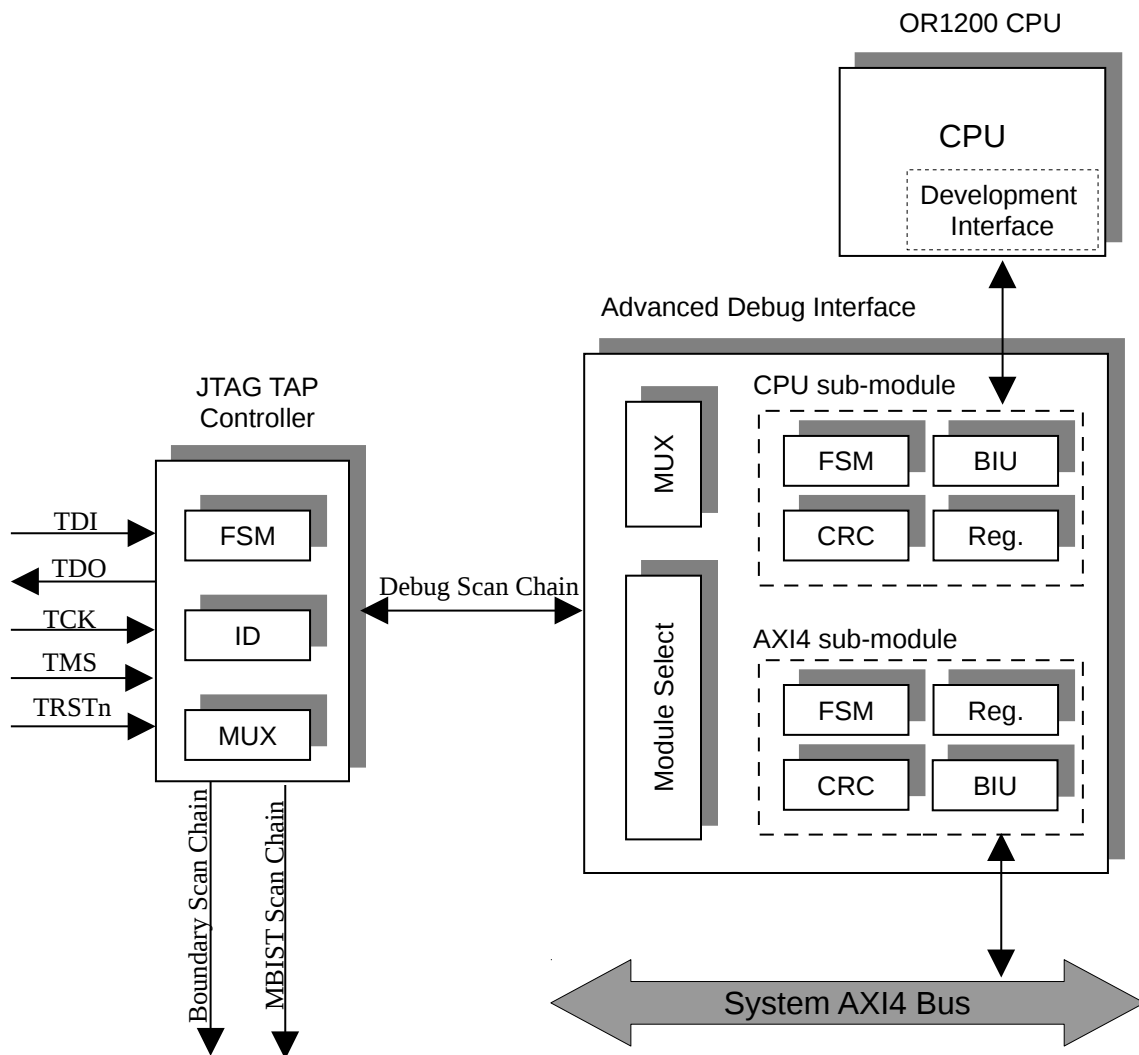 OR1200 CPU
CPU
Development
Interface
Advanced Debug Interface
JTAG TAP
Controller
FSM
ID
MUX
TDI
TDO
TCK
TMS
TRSTn
Boundary Scan Chain
MBIST Scan Chain
Debug Scan Chain
MUX
Module Select
CPU sub-module
FSM
BIU
CRC
Reg.
AXI4 sub-module
FSM
Reg.
CRC
BIU
System AXI4 Bus